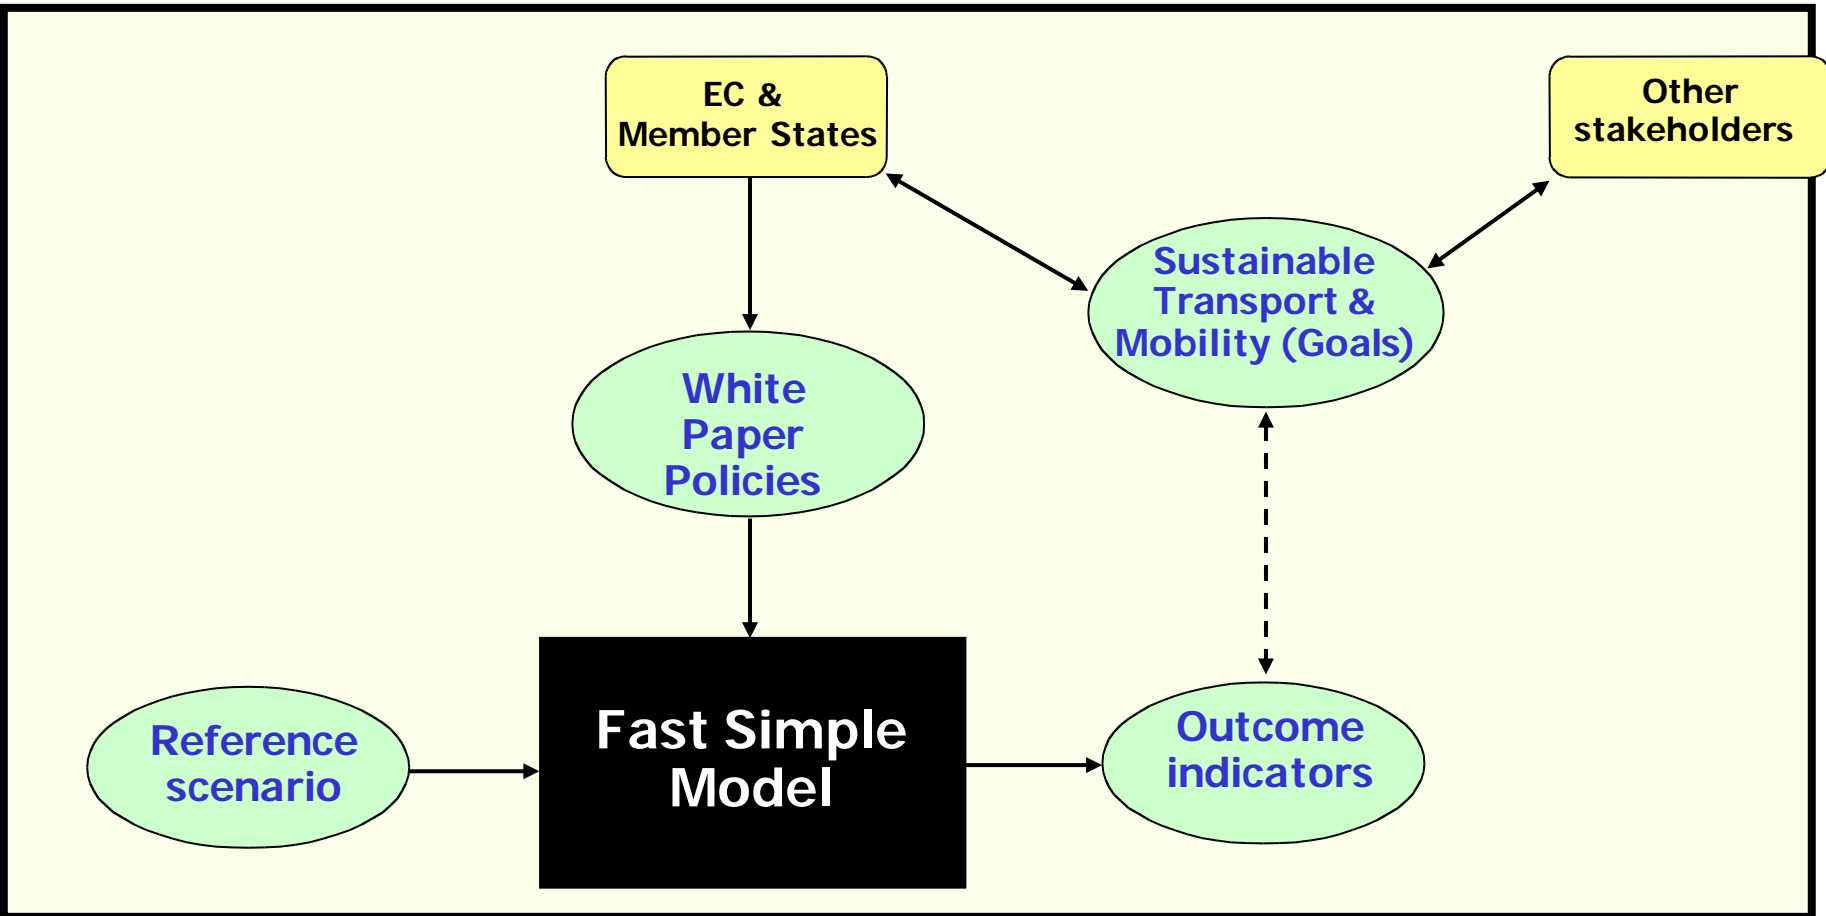 EC &
Member States
Other
stakeholders
Sustainable
Transport &
Mobility (Goals)
White
Paper
Policies
Reference
scenario
Fast Simple
Model
Outcome
indicators